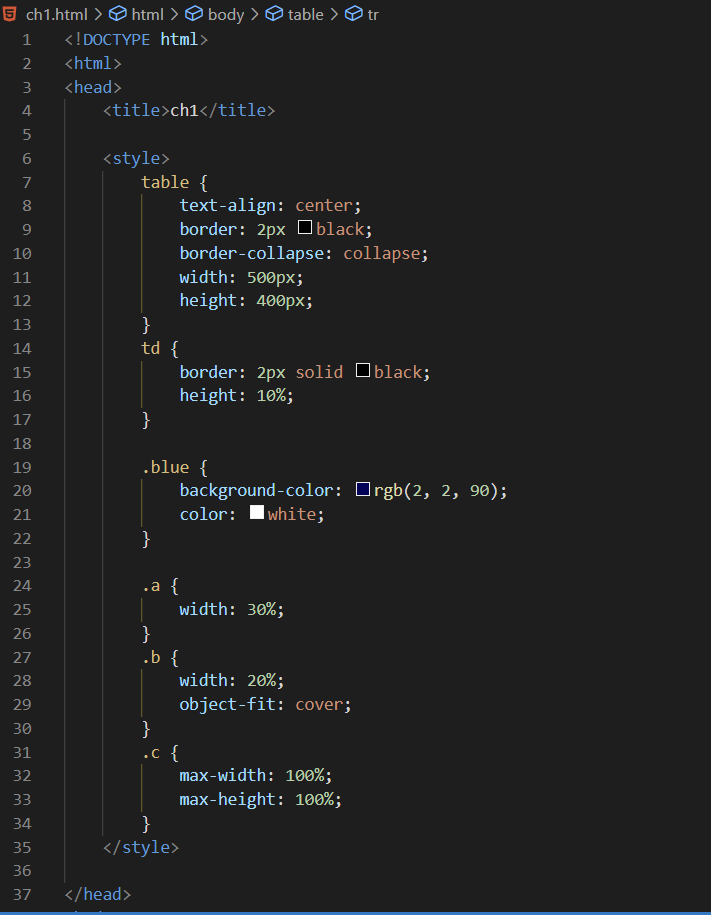 ch1.html > html > body > table > tr
1 <!DOCTYPE html>
2 <html>
3 <head>
4 <title>ch1</title>
5
6 <style>
7 table {
8 text-align: center;
9 border: 2px black;
10 border-collapse: collapse;
11 width: 500px;
12 height: 400px;
13 }
14 td {
15 border: 2px solid black;
16 height: 10%;
17 }
18
19 .blue {
20 background-color: rgb(2, 2, 90);
21 color: white;
22 }
23
24 .a {
25 width: 30%;
26 }
27 .b {
28 width: 20%;
29 object-fit: cover;
30 }
31 .c {
32 max-width: 100%;
33 max-height: 100%;
34 }
35 </style>
36
37 </head>